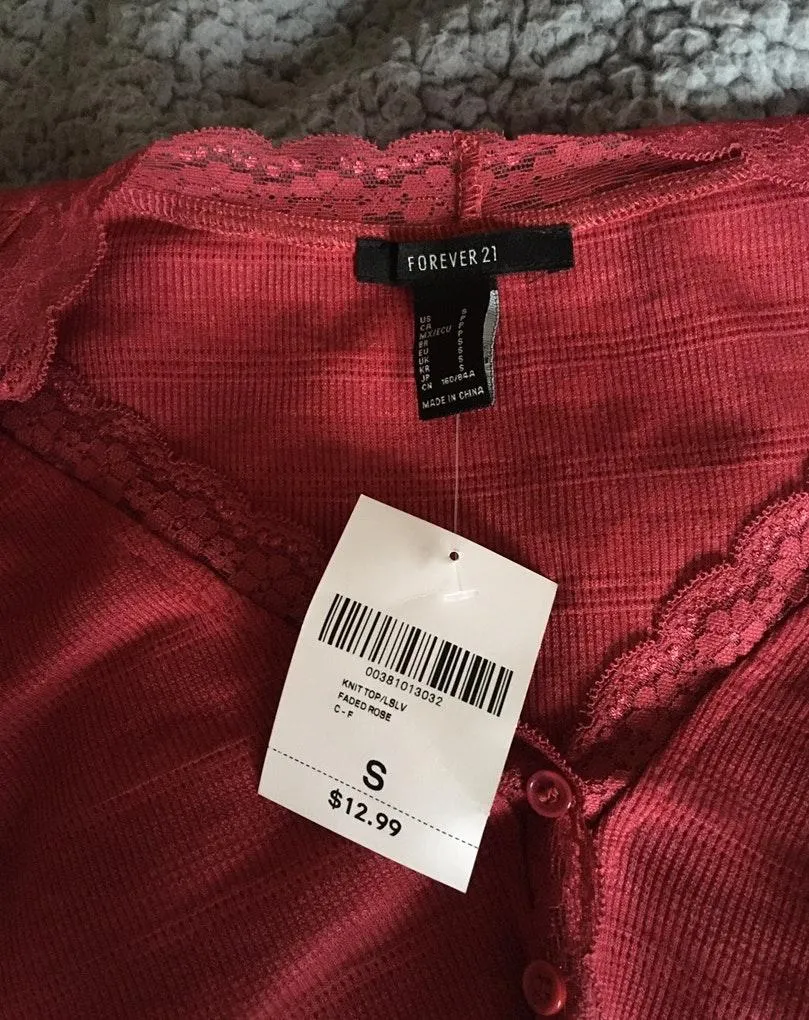 FOREVER 21
US S
CA P
MX/ECU P
BR P
EU S
UK S
KR S
JP S
CN 160/84A
MADE IN CHINA
00381013032
KNIT TOP/LSLV
FADED ROSE
C - F
S
$12.99